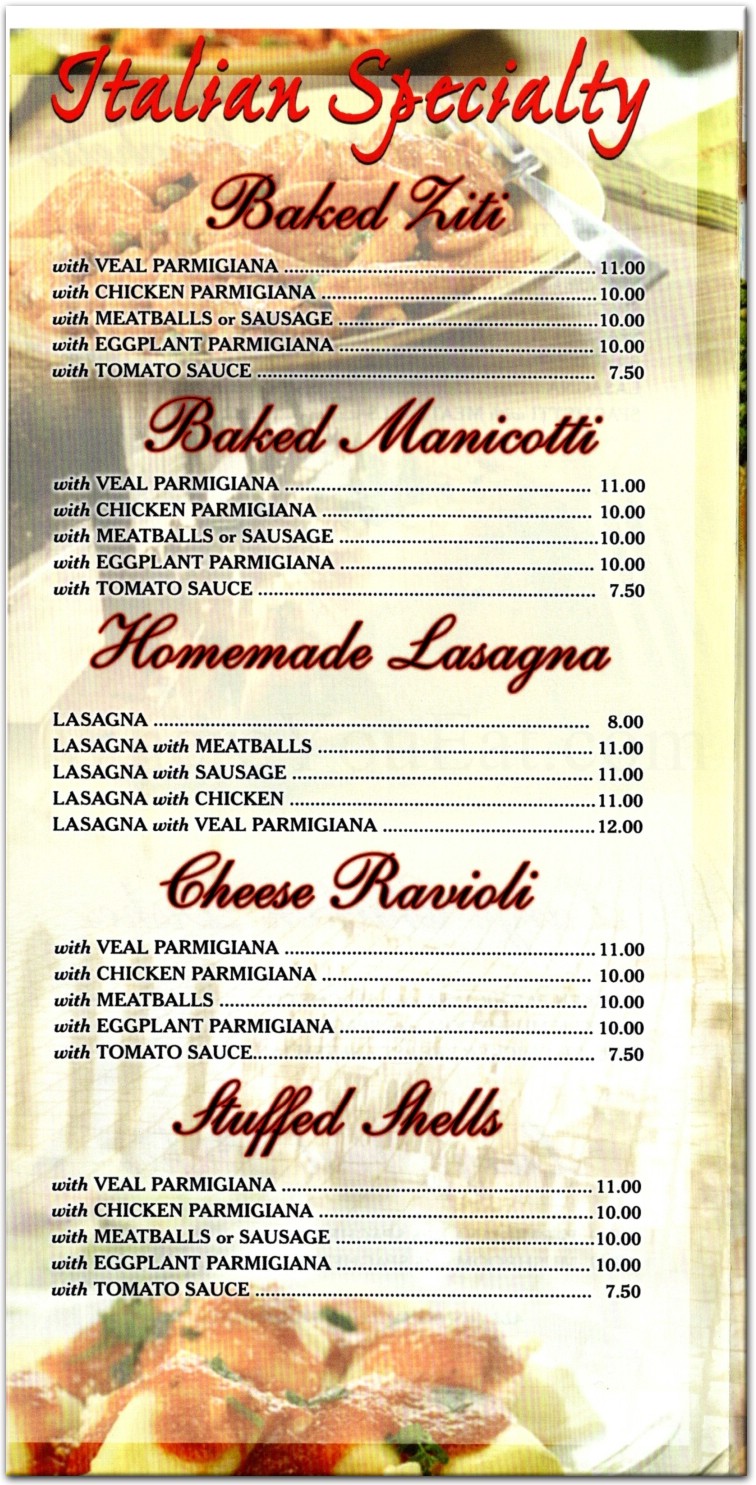 Italian Specialty
Baked Ziti
with VEAL PARMIGIANA 11.00
with CHICKEN PARMIGIANA 10.00
with MEATBALLS or SAUSAGE 10.00
with EGGPLANT PARMIGIANA 10.00
with TOMATO SAUCE 7.50
Baked Manicotti
with VEAL PARMIGIANA 11.00
with CHICKEN PARMIGIANA 10.00
with MEATBALLS or SAUSAGE 10.00
with EGGPLANT PARMIGIANA 10.00
with TOMATO SAUCE 7.50
Homemade Lasagna
LASAGNA 8.00
LASAGNA with MEATBALLS 11.00
LASAGNA with SAUSAGE 11.00
LASAGNA with CHICKEN 11.00
LASAGNA with VEAL PARMIGIANA 12.00
Cheese Ravioli
with VEAL PARMIGIANA 11.00
with CHICKEN PARMIGIANA 10.00
with MEATBALLS 10.00
with EGGPLANT PARMIGIANA 10.00
with TOMATO SAUCE 7.50
Stuffed Shells
with VEAL PARMIGIANA 11.00
with CHICKEN PARMIGIANA 10.00
with MEATBALLS or SAUSAGE 10.00
with EGGPLANT PARMIGIANA 10.00
with TOMATO SAUCE 7.50